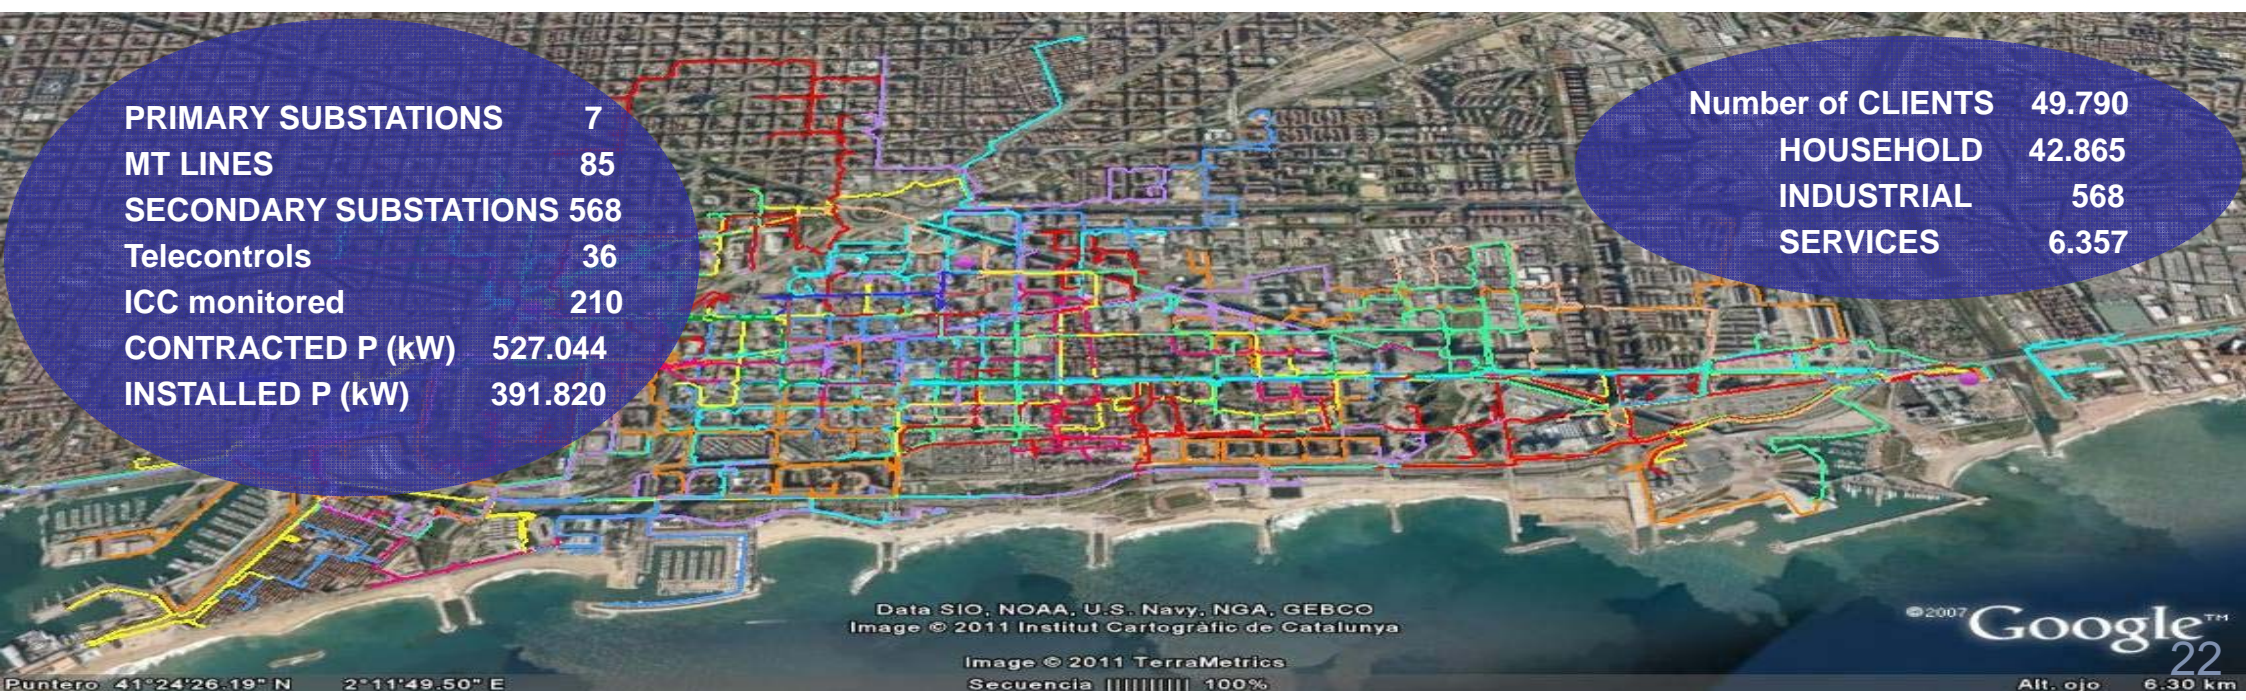 PRIMARY SUBSTATIONS 7
MT LINES 85
SECONDARY SUBSTATIONS 568
Telecontrols 36
ICC monitored 210
CONTRACTED P (kW) 527.044
INSTALLED P (kW) 391.820
Number of CLIENTS 49.790
HOUSEHOLD 42.865
INDUSTRIAL 568
SERVICES 6.357
Data SIO, NOAA, U.S. Navy, NGA, GEBCO
Image © 2011 Institut Cartogràfic de Catalunya
Image © 2011 TerraMetrics
©2007 Google™
22
Puntero 41°24'26.19" N 2°11'49.50" E
Secuencia |||||||||| 100%
Alt. ojo 6.30 km